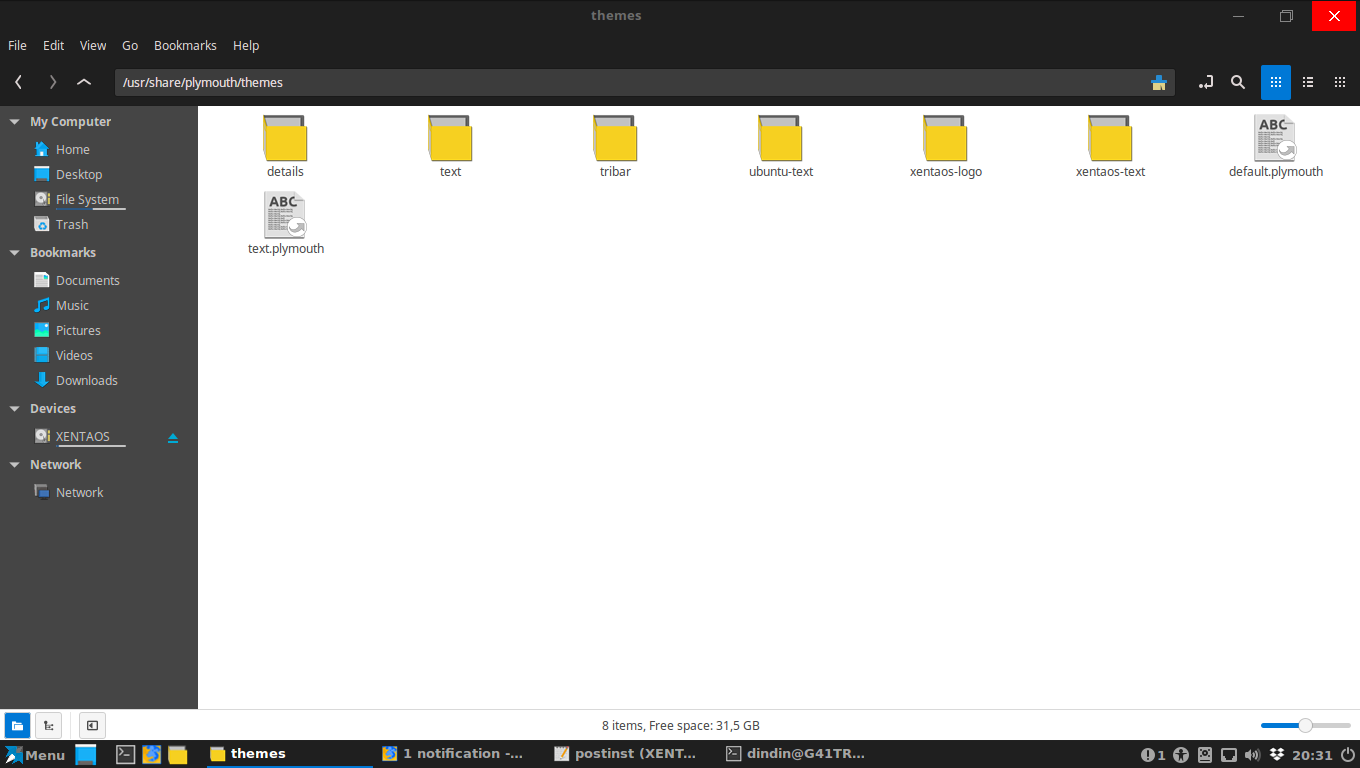 themes
File Edit View Go Bookmarks Help
/usr/share/plymouth/themes
My Computer
Home
Desktop
File System
Trash
Bookmarks
Documents
Music
Pictures
Videos
Downloads
Devices
XENTAOS
Network
Network
details text tribar ubuntu-text xentaos-logo xentaos-text ABC default.plymouth
ABC
text.plymouth
8 items, Free space: 31,5 GB
Menu themes 1 notification -... postinst (XENT... dindin@G41TR... 1 20:31